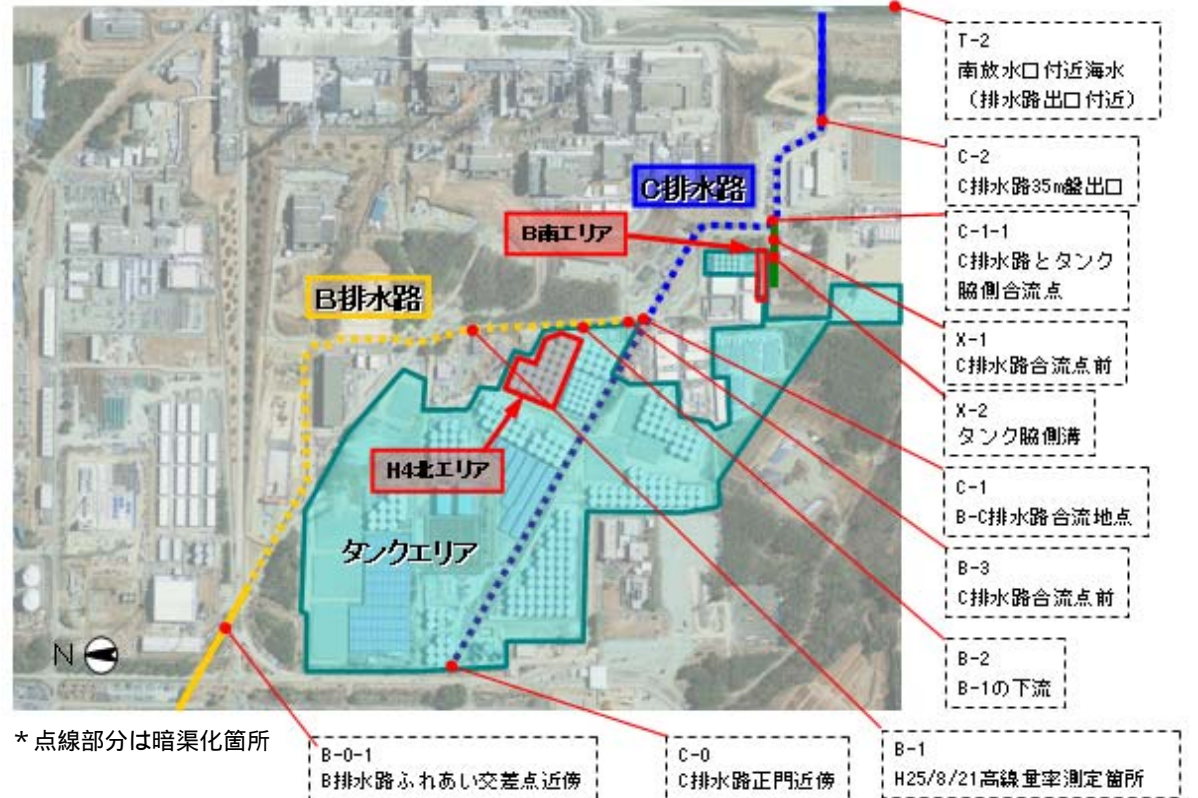 T-2
南放水口付近海水
（排水路出口付近）
C-2
C排水路35m盤出口
C-1-1
C排水路とタンク
脇側合流点
X-1
C排水路合流点前
X-2
タンク脇側溝
C-1
B-C排水路合流地点
B-3
C排水路合流点前
B-2
B-1の下流
B-1
H25/8/21高線量率測定箇所
C排水路
B南エリア
B排水路
H4北エリア
タンクエリア
N
*点線部分は暗渠化箇所
B-0-1
B排水路ふれあい交差点近傍
C-0
C排水路正門近傍